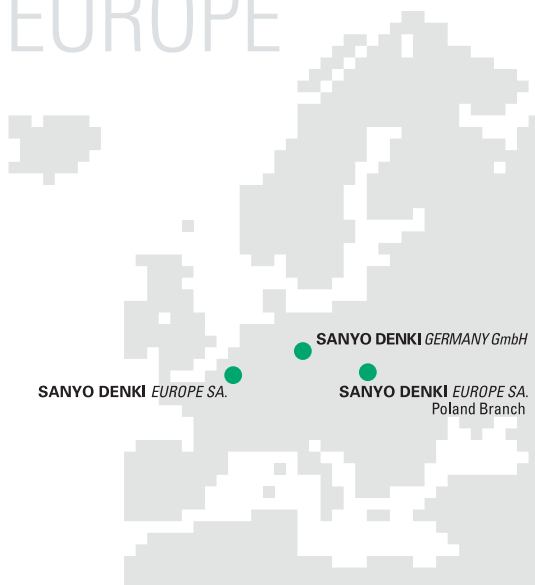 EUROPE
SANYO DENKI GERMANY GmbH
SANYO DENKI EUROPE SA.
SANYO DENKI EUROPE SA.
Poland Branch